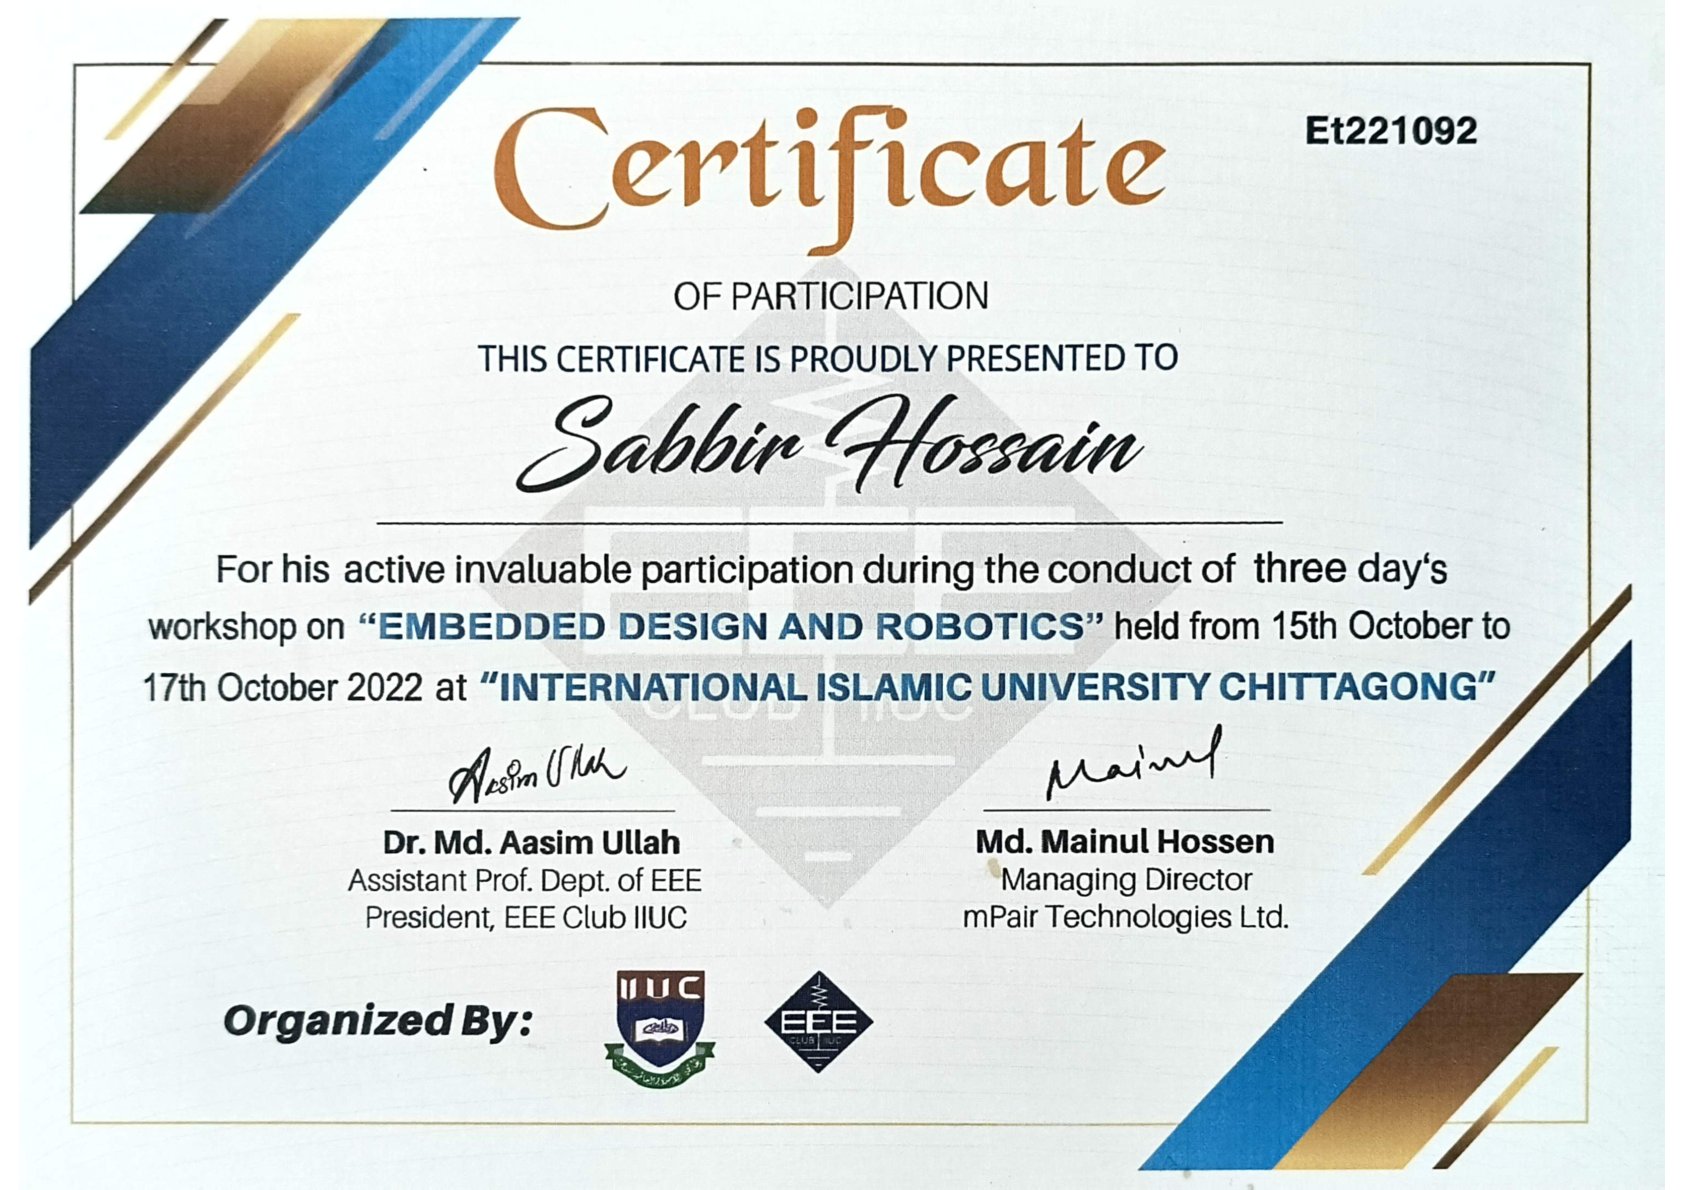 Certificate
Et221092
OF PARTICIPATION
THIS CERTIFICATE IS PROUDLY PRESENTED TO
Sabbir Hossain
For his active invaluable participation during the conduct of three day‘s
workshop on “EMBEDDED DESIGN AND ROBOTICS” held from 15th October to
17th October 2022 at “INTERNATIONAL ISLAMIC UNIVERSITY CHITTAGONG”
Aasim Ullah
Mainul
Dr. Md. Aasim Ullah
Assistant Prof. Dept. of EEE
President, EEE Club IIUC
Md. Mainul Hossen
Managing Director
mPair Technologies Ltd.
Organized By:
IIUC
EEE
CLUB IIUC